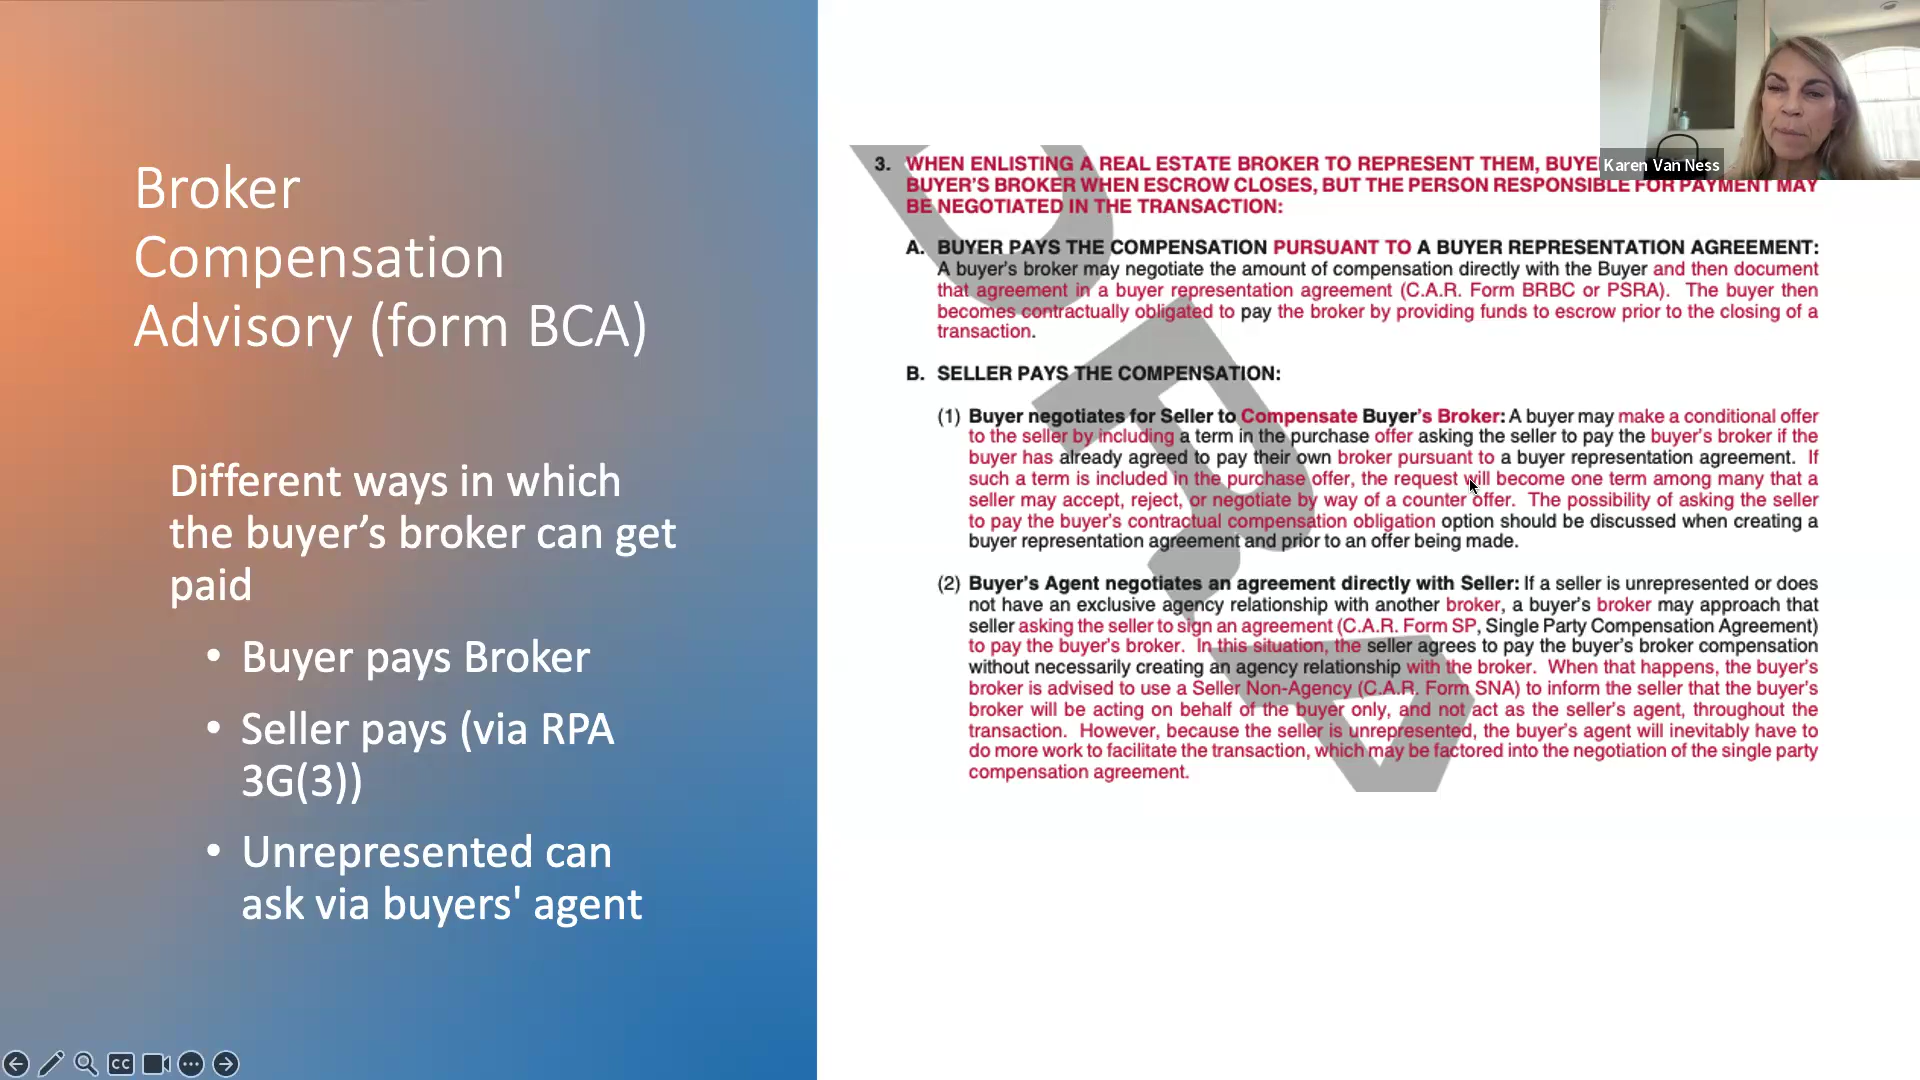 Broker
Compensation
Advisory (form BCA)
Different ways in which
the buyer’s broker can get
paid
• Buyer pays Broker
• Seller pays (via RPA
3G(3))
• Unrepresented can
ask via buyers' agent
CC
3. WHEN ENLISTING A REAL ESTATE BROKER TO REPRESENT THEM,
BUYER’S BROKER WHEN ESCROW CLOSES, BUT THE PERSON RESPONSIBLE FOR PAYMENT MAY
BE NEGOTIATED IN THE TRANSACTION:
A. BUYER PAYS THE COMPENSATION PURSUANT TO A BUYER REPRESENTATION AGREEMENT:
A buyer’s broker may negotiate the amount of compensation directly with the Buyer and then document
that agreement in a buyer representation agreement (C.A.R. Form BRBC or PSRA). The buyer then
becomes contractually obligated to pay the broker by providing funds to escrow prior to the closing of a
transaction.
B. SELLER PAYS THE COMPENSATION:
(1) Buyer negotiates for Seller to Compensate Buyer’s Broker: A buyer may make a conditional offer
to the seller by including a term in the purchase offer asking the seller to pay the buyer’s broker if the
buyer has already agreed to pay their own broker pursuant to a buyer representation agreement. If
such a term is included in the purchase offer, the request will become one term among many that a
seller may accept, reject, or negotiate by way of a counter offer. The possibility of asking the seller
to pay the buyer’s contractual compensation obligation option should be discussed when creating a
buyer representation agreement and prior to an offer being made.
(2) Buyer’s Agent negotiates an agreement directly with Seller: If a seller is unrepresented or does
not have an exclusive agency relationship with another broker, a buyer’s broker may approach that
seller asking the seller to sign an agreement (C.A.R. Form SP, Single Party Compensation Agreement)
to pay the buyer’s broker. In this situation, the seller agrees to pay the buyer’s broker compensation
without necessarily creating an agency relationship with the broker. When that happens, the buyer’s
broker is advised to use a Seller Non-Agency (C.A.R. Form SNA) to inform the seller that the buyer’s
broker will be acting on behalf of the buyer only, and not act as the seller’s agent, throughout the
transaction. However, because the seller is unrepresented, the buyer’s agent will inevitably have to
do more work to facilitate the transaction, which may be factored into the negotiation of the single party
compensation agreement.
Karen Van Ness